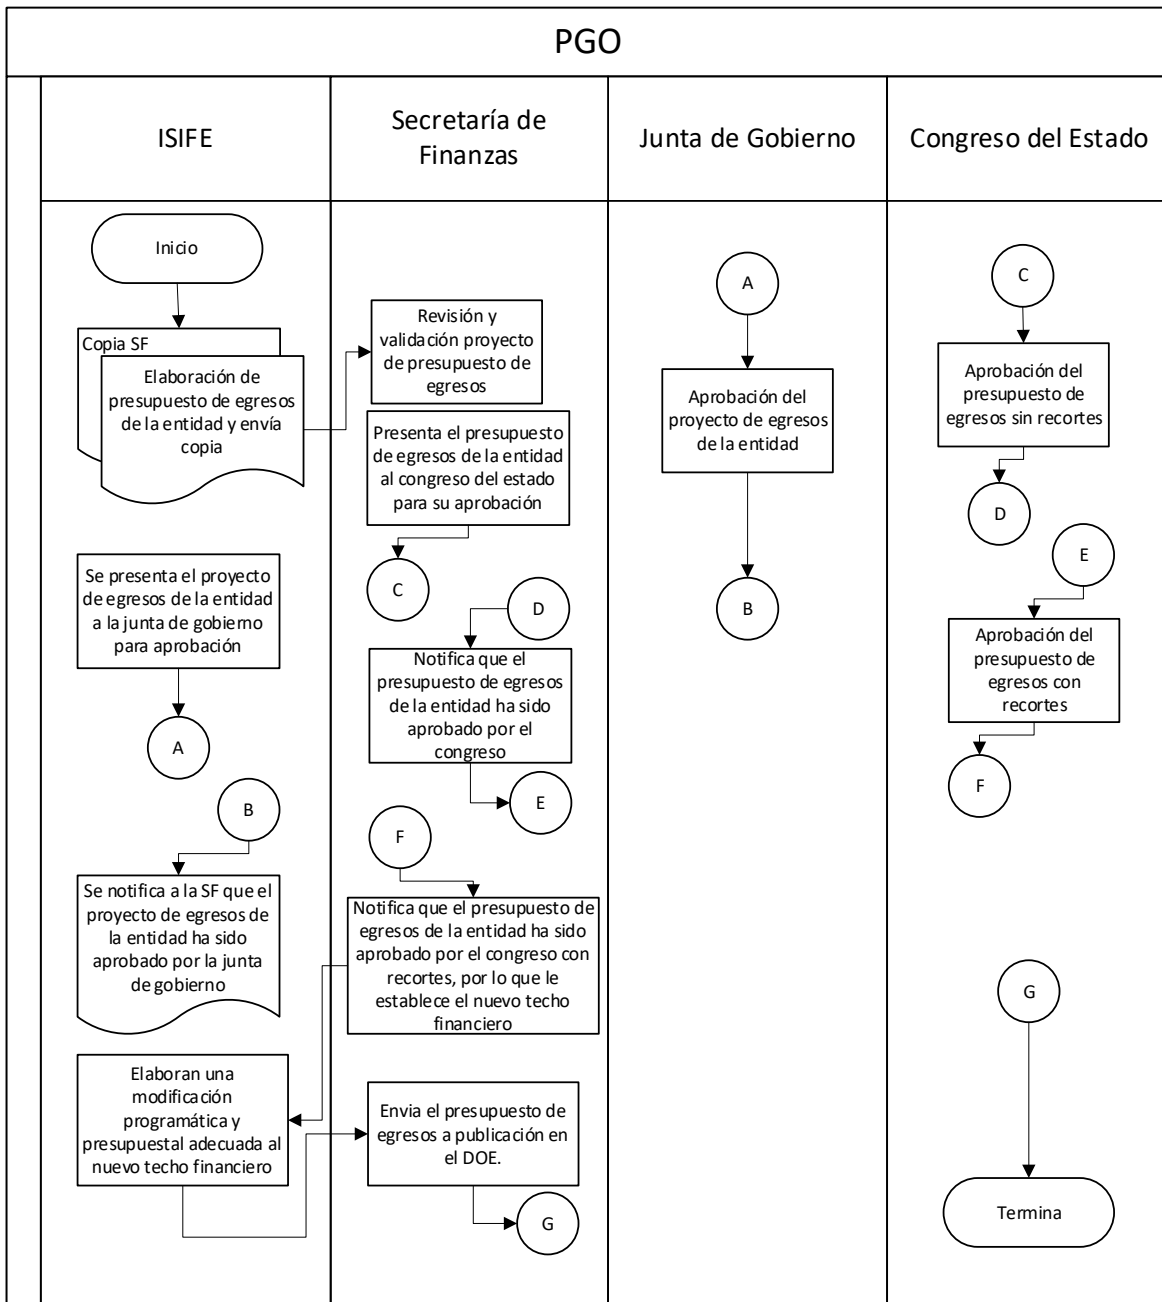 PGO
ISIFE
Secretaría de
Finanzas
Junta de Gobierno
Congreso del Estado
Inicio
Copia SF
Elaboración de
presupuesto de egresos
de la entidad y envía
copia
Se presenta el proyecto
de egresos de la entidad
a la junta de gobierno
para aprobación
A
B
Se notifica a la SF que el
proyecto de egresos de
la entidad ha sido
aprobado por la junta
de gobierno
Elaboran una
modificación
programática y
presupuestal adecuada al
nuevo techo financiero
Revisión y
validación proyecto
de presupuesto de
egresos
Presenta el presupuesto
de egresos de la entidad
al congreso del estado
para su aprobación
C
D
Notifica que el
presupuesto de egresos
de la entidad ha sido
aprobado por el
congreso
E
F
Notifica que el presupuesto de
egresos de la entidad ha sido
aprobado por el congreso con
recortes, por lo que le
establece el nuevo techo
financiero
Envia el presupuesto de
egresos a publicación en
el DOE.
G
A
Aprobación del
proyecto de egresos
de la entidad
B
C
Aprobación del
presupuesto de
egresos sin recortes
D
E
Aprobación del
presupuesto de
egresos con
recortes
F
G
Termina